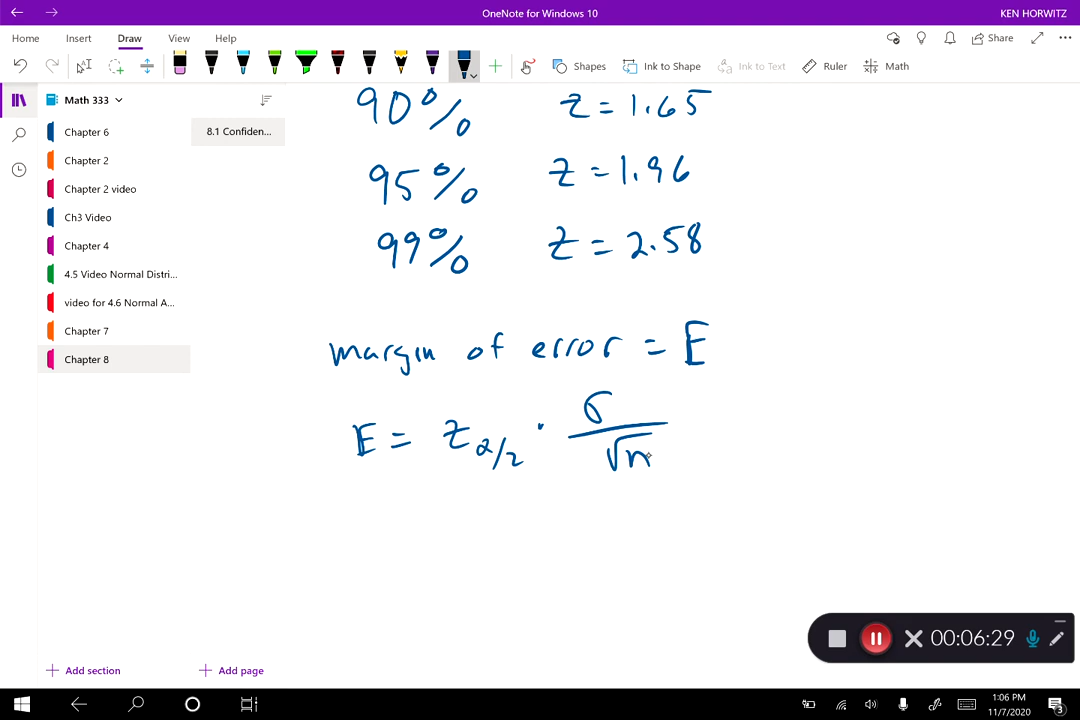 OneNote for Windows 10
KEN HORWITZ
Home Insert Draw View Help
Share
Shapes
Ink to Shape
Ink to Text
Ruler
Math
Math 333
8.1 Confiden...
Chapter 6
Chapter 2
Chapter 2 video
Ch3 Video
Chapter 4
4.5 Video Normal Distri...
video for 4.6 Normal A...
Chapter 7
Chapter 8
90% z = 1.65
95% z = 1.96
99% z = 2.58
margin of error = E
E = z α/2 · σ / √n
00:06:29
+ Add section
+ Add page
1:06 PM
11/7/2020
3